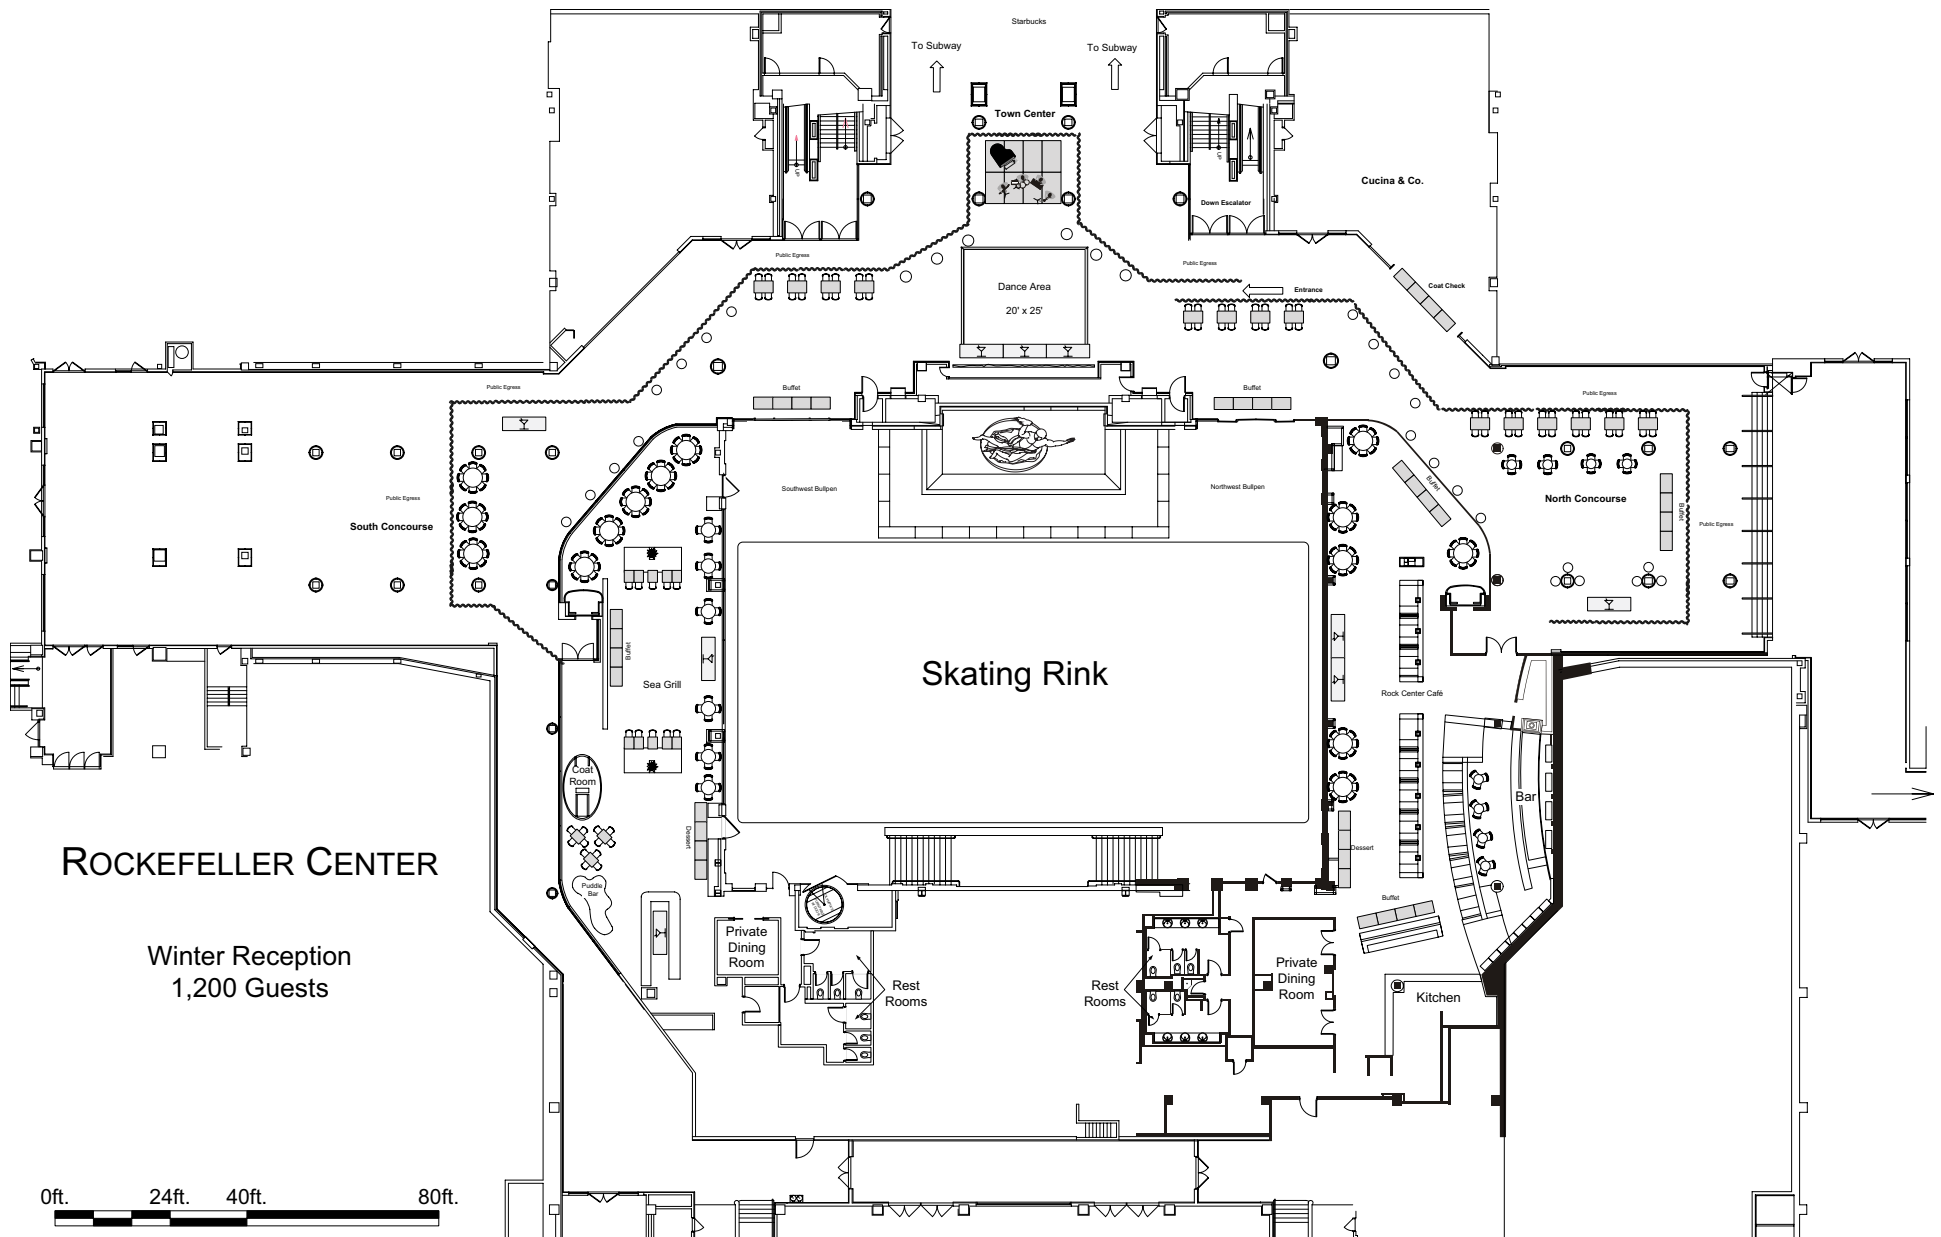 Starbucks
To Subway
To Subway
Town Center
UP
UP
Cucina & Co.
Down Escalator
Public Egress
Public Egress
Dance Area
20' x 25'
Entrance
Coat Check
Public Egress
Buffet
Buffet
Public Egress
Southwest Bullpen
Northwest Bullpen
Buffet
Public Egress
South Concourse
North Concourse
Buffet
Public Egress
Buffet
Sea Grill
Skating Rink
Rock Center Café
Coat
Room
Bar
Dessert
Dessert
ROCKEFELLER CENTER
Puddle
Bar
Buffet
Winter Reception
1,200 Guests
Private
Dining
Room
Rest
Rooms
Rest
Rooms
Private
Dining
Room
Kitchen
0ft.
24ft.
40ft.
80ft.